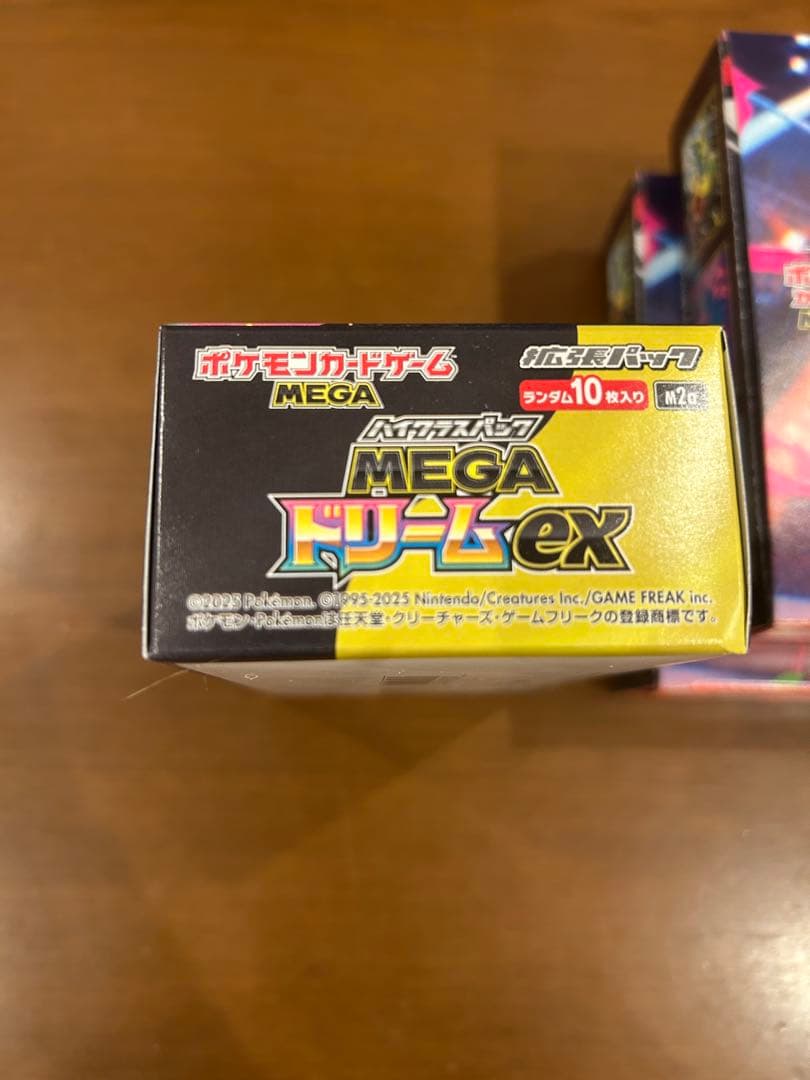 ポケモンカードゲーム
MEGA
拡張パック
ランダム10枚入り
M2a
ハイクラスパック
MEGA
ドリームex
©2025 Pokémon. ©1995-2025 Nintendo/Creatures Inc./GAME FREAK inc.
ポケモン・Pokémonは任天堂・クリーチャーズ・ゲームフリークの登録商標です。